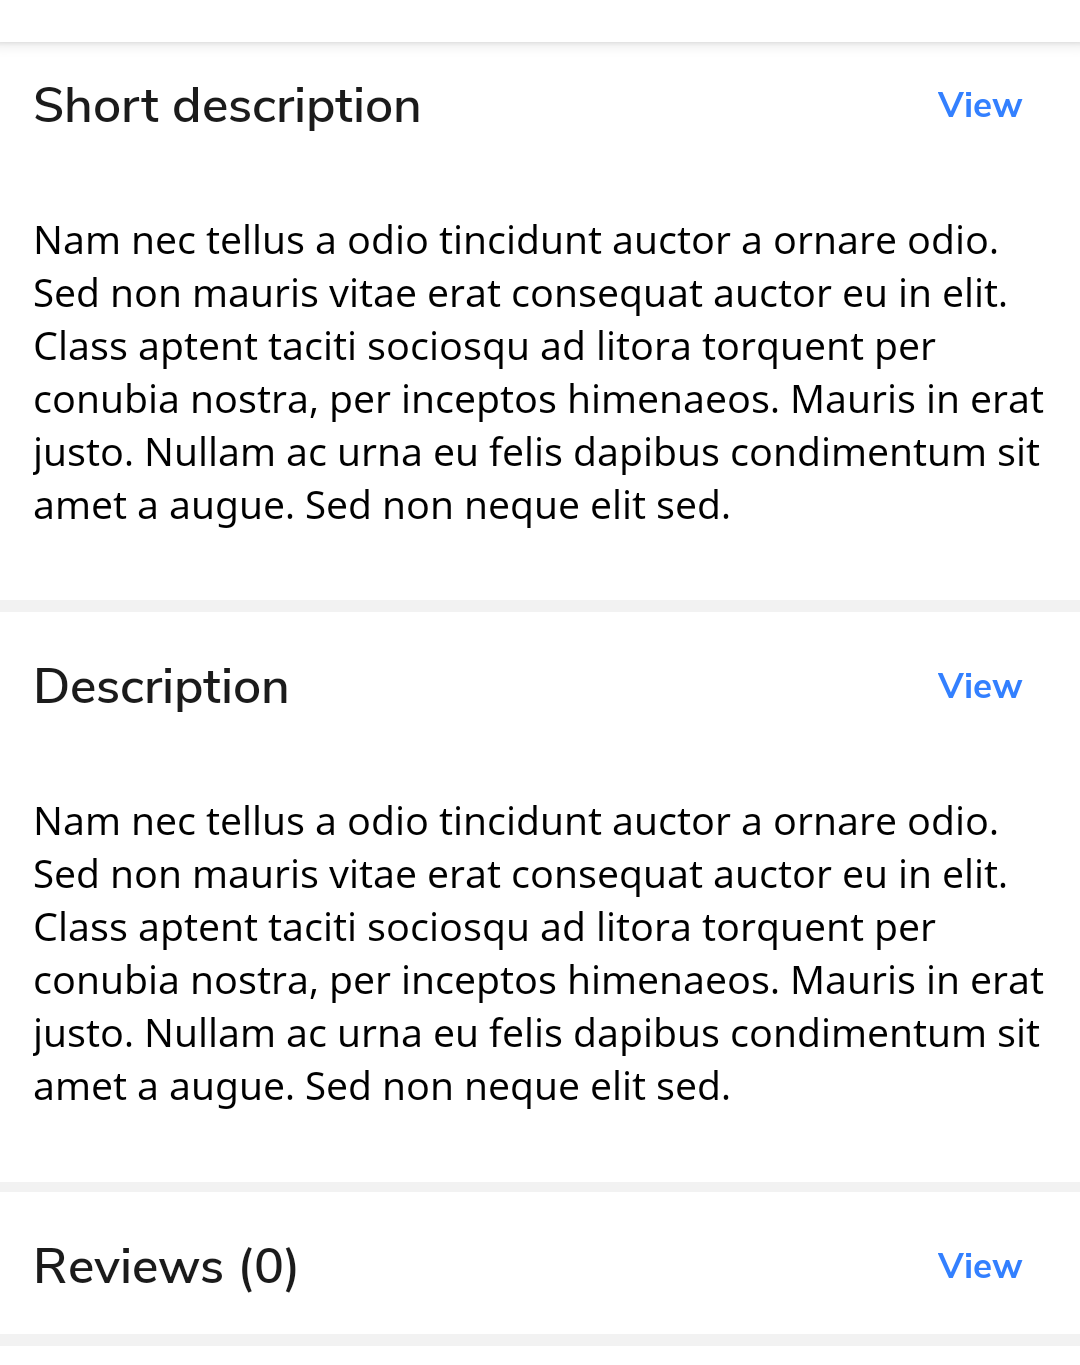 Short description View
Nam nec tellus a odio tincidunt auctor a ornare odio.
Sed non mauris vitae erat consequat auctor eu in elit.
Class aptent taciti sociosqu ad litora torquent per
conubia nostra, per inceptos himenaeos. Mauris in erat
justo. Nullam ac urna eu felis dapibus condimentum sit
amet a augue. Sed non neque elit sed.
Description View
Nam nec tellus a odio tincidunt auctor a ornare odio.
Sed non mauris vitae erat consequat auctor eu in elit.
Class aptent taciti sociosqu ad litora torquent per
conubia nostra, per inceptos himenaeos. Mauris in erat
justo. Nullam ac urna eu felis dapibus condimentum sit
amet a augue. Sed non neque elit sed.
Reviews (0) View